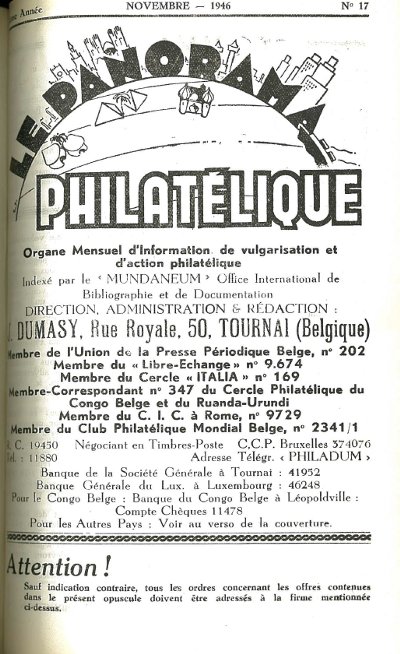 Année
NOVEMBRE — 1946
N° 17
LE PANORAMA
PHILATÉLIQUE
Organe Mensuel d'Information de vulgarisation et
d'action philatélique
Indexé par le « MUNDANEUM » Office International de
Bibliographie et de Documentation
DIRECTION, ADMINISTRATION & RÉDACTION :
DUMASY, Rue Royale, 50, TOURNAI (Belgique)
Membre de l'Union de la Presse Périodique Belge, n° 202
Membre du « Libre-Echange » n° 9.674
Membre du Cercle « ITALIA » n° 169
Membre-Correspondant n° 347 du Cercle Philatélique du
Congo Belge et du Ruanda-Urundi
Membre du C. I. C. à Rome, n° 9729
Membre du Club Philatélique Mondial Belge, n° 2341/1
R. C. 19450 Négociant en Timbres-Poste C.C.P. Bruxelles 374076
Tél. : 11880 Adresse Télégr. « PHILADUM »
Banque de la Société Générale à Tournai : 41952
Banque Générale du Lux. à Luxembourg : 46248
Pour le Congo Belge : Banque du Congo Belge à Léopoldville :
Compte Chèques 11478
Pour les Autres Pays : Voir au verso de la couverture.
Attention !
Sauf indication contraire, tous les ordres concernant les offres contenues
dans le présent opuscule doivent être adressés à la firme mentionnée
ci-dessus.